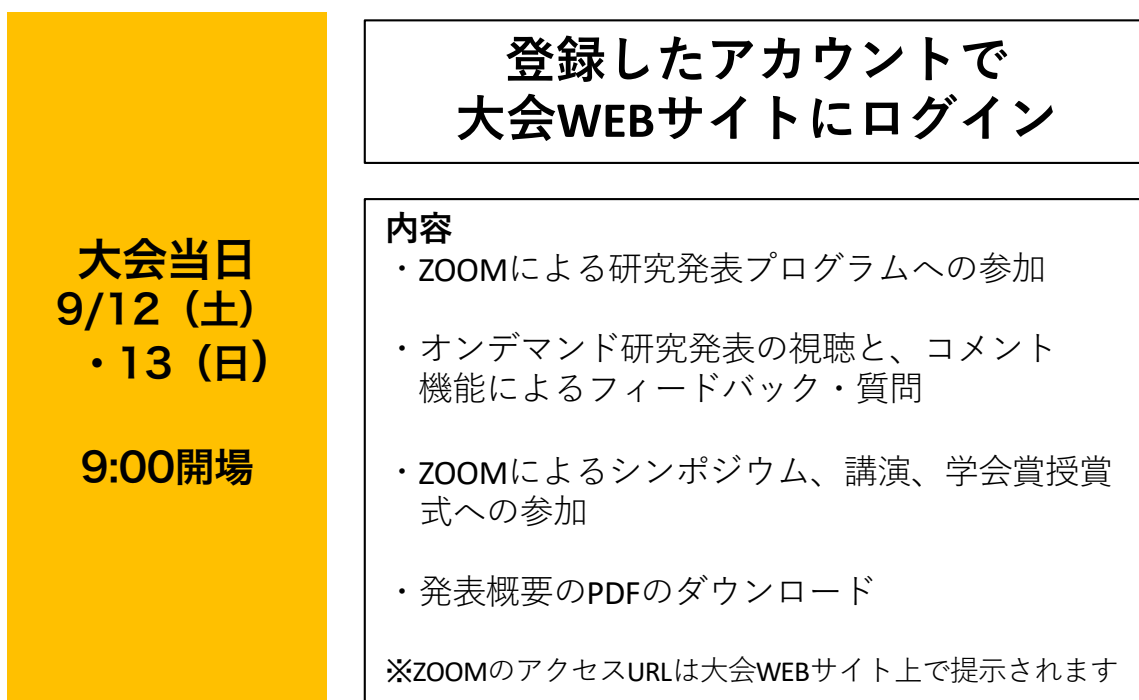 大会当日
9/12（土）
・13（日）
9:00開場
登録したアカウントで
大会WEBサイトにログイン
内容
・ZOOMによる研究発表プログラムへの参加
・オンデマンド研究発表の視聴と、コメント
機能によるフィードバック・質問
・ZOOMによるシンポジウム、講演、学会賞授賞
式への参加
・発表概要のPDFのダウンロード
※ZOOMのアクセスURLは大会WEBサイト上で提示されます